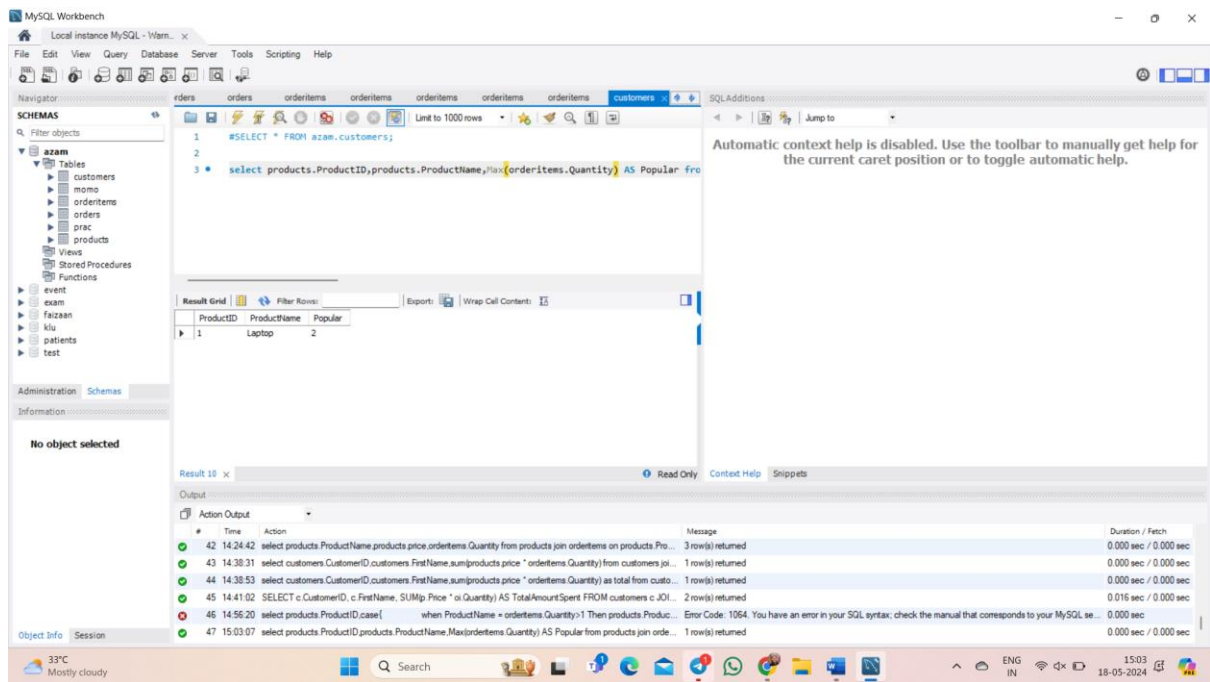 MySQL Workbench
Local instance MySQL - Warn... ×
File Edit View Query Database Server Tools Scripting Help
Navigator
SCHEMAS
Filter objects
azam
Tables
customers
momo
orderitems
orders
prac
products
Views
Stored Procedures
Functions
event
exam
faizaan
klu
patients
test
Administration Schemas
Information
No object selected
Object Info Session
rders orders orderitems orderitems orderitems orderitems orderitems customers ×
Limit to 1000 rows
1 #SELECT * FROM azam.customers;
2
3 select products.ProductID,products.ProductName,Max(orderitems.Quantity) AS Popular fro
Result Grid Filter Rows: Export: Wrap Cell Content:
ProductID ProductName Popular
1 Laptop 2
Result 10 × Read Only
SQLAdditions
Jump to
Automatic context help is disabled. Use the toolbar to manually get help for
the current caret position or to toggle automatic help.
Context Help Snippets
Output
Action Output
# Time Action Message Duration / Fetch
42 14:24:42 select products.ProductName,products.price,orderitems.Quantity from products join orderitems on products.Pro... 3 row(s) returned 0.000 sec / 0.000 sec
43 14:38:31 select customers.CustomerID,customers.FirstName,sum(products.price * orderitems.Quantity) from customers joi... 1 row(s) returned 0.000 sec / 0.000 sec
44 14:38:53 select customers.CustomerID,customers.FirstName,sum(products.price * orderitems.Quantity) as total from custo... 1 row(s) returned 0.000 sec / 0.000 sec
45 14:41:02 SELECT c.CustomerID, c.FirstName, SUM(p.Price * oi.Quantity) AS TotalAmountSpent FROM customers c JOI... 1 row(s) returned 0.016 sec / 0.000 sec
46 14:56:20 select products.ProductID,case{ when ProductName = orderitems.Quantity>1 Then products.Produc... Error Code: 1064. You have an error in your SQL syntax; check the manual that corresponds to your MySQL se... 0.000 sec
47 15:03:07 select products.ProductID,products.ProductName,Max(orderitems.Quantity) AS Popular from products join orde... 1 row(s) returned 0.000 sec / 0.000 sec
33°C
Mostly cloudy
Search
ENG
IN
15:03
18-05-2024